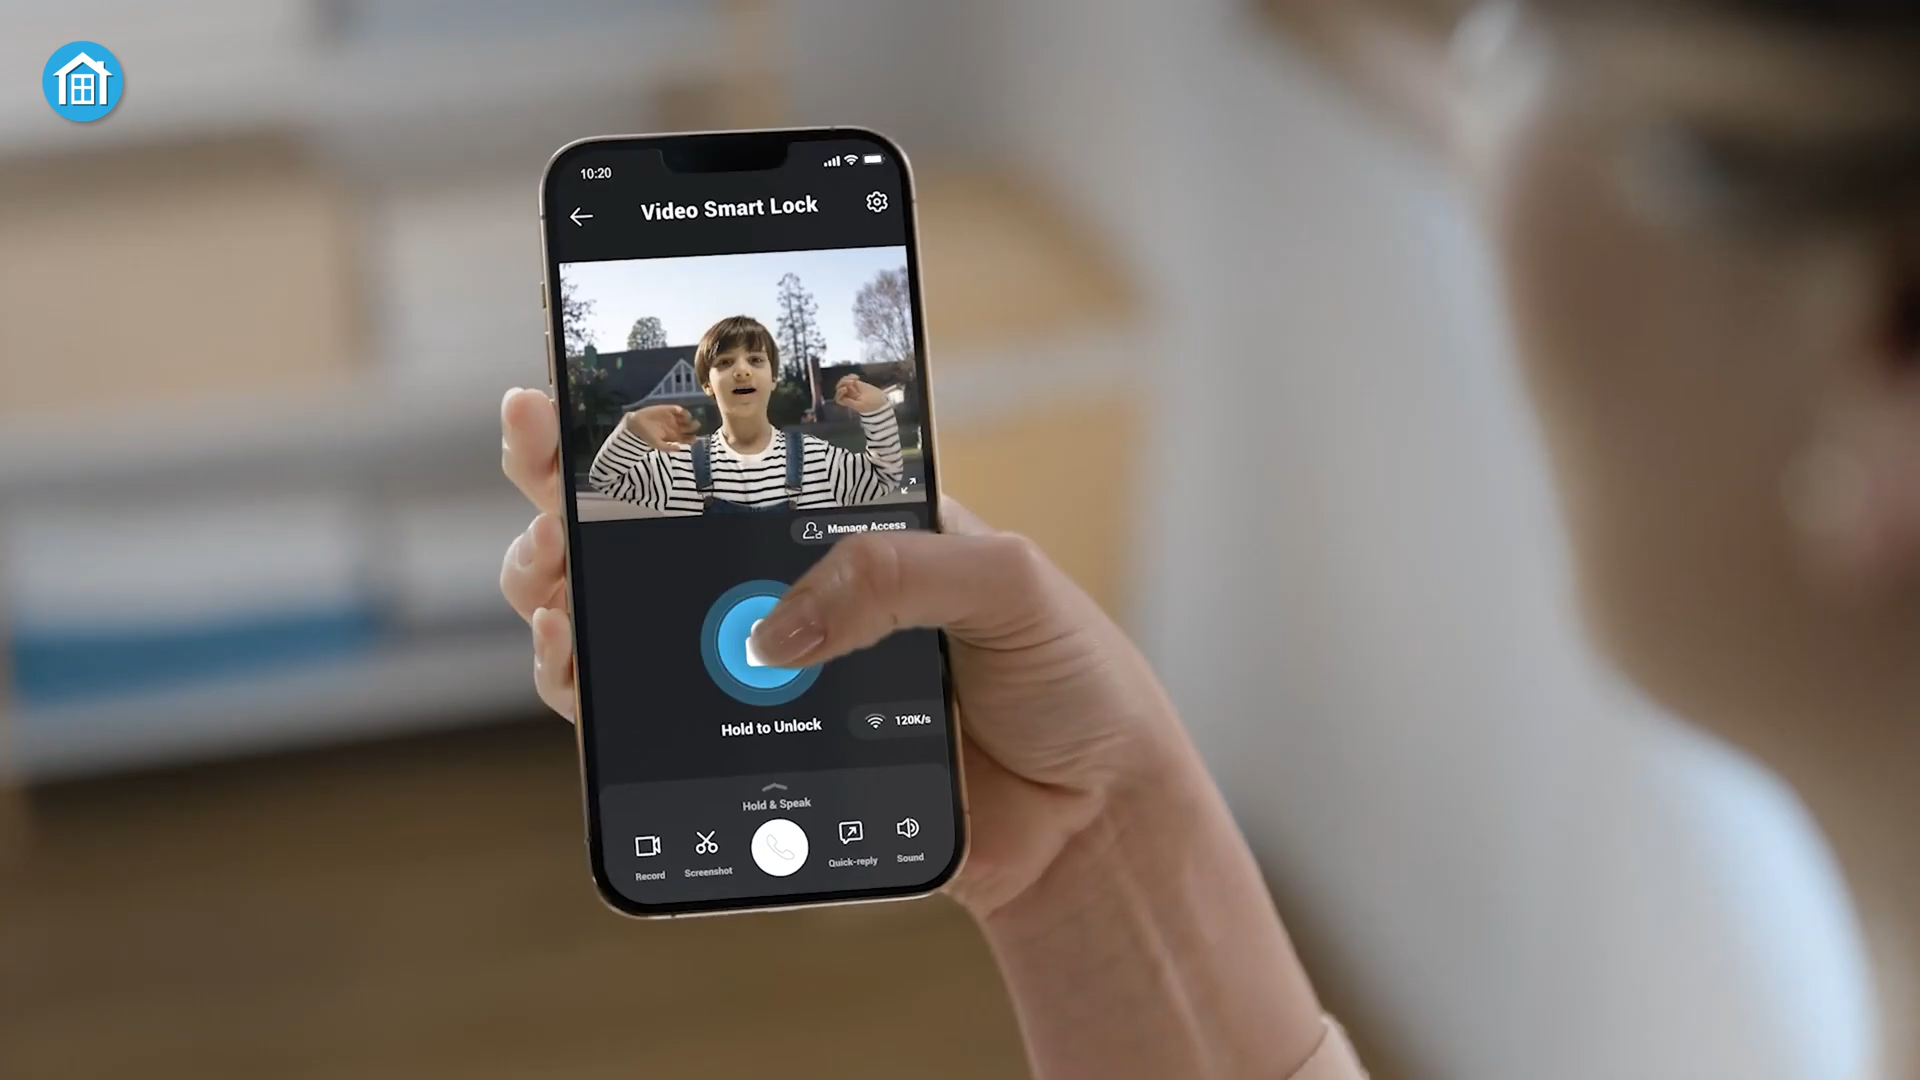 10:20
Video Smart Lock
Manage Access
Hold to Unlock
120K/s
Hold & Speak
Record
Screenshot
Quick-reply
Sound